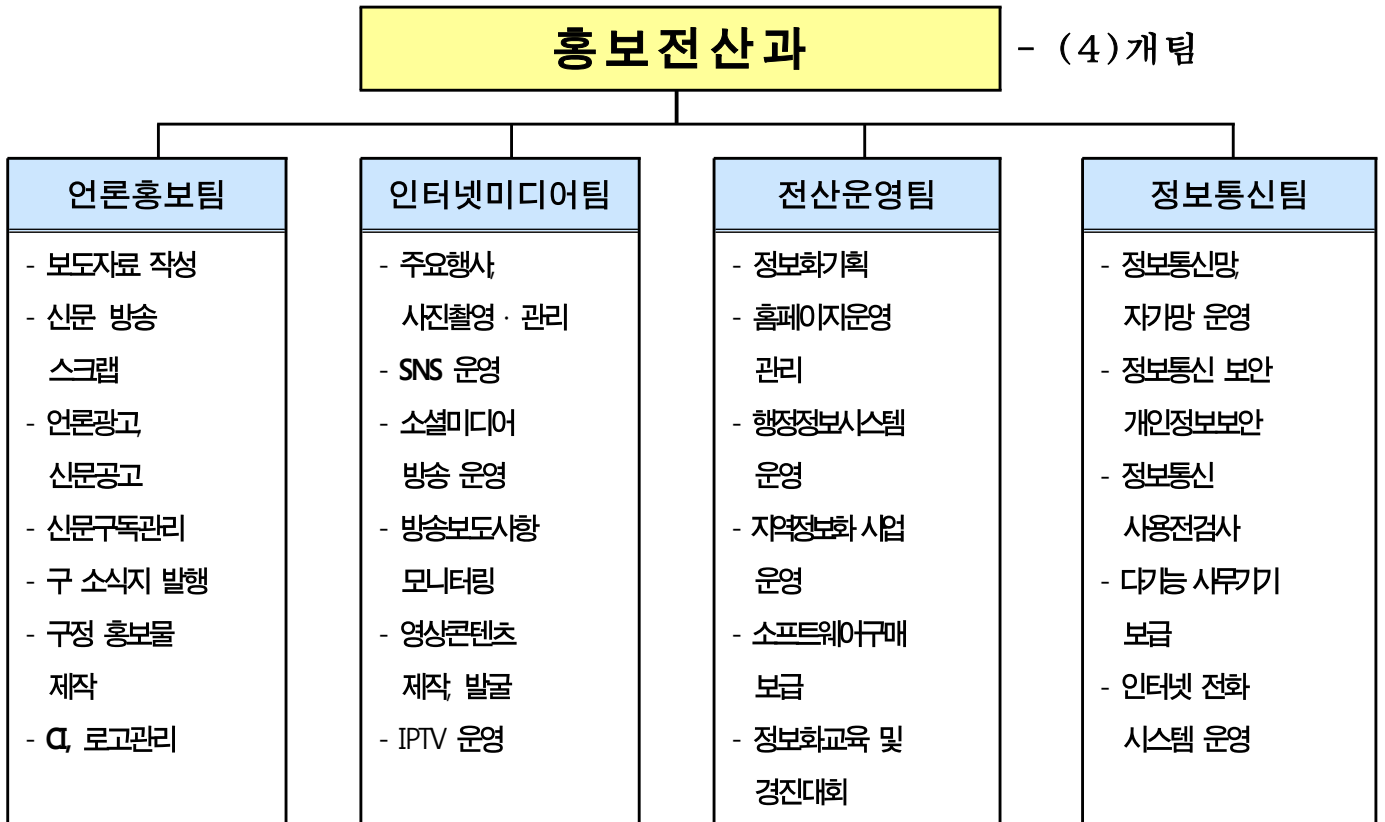 홍보전산과
- (4)개팀
언론홍보팀
- 보도자료 작성
- 신문 방송
스크랩
- 언론광고,
신문공고
- 신문구독관리
- 구 소식지 발행
- 구정 홍보물
제작
- CI, 로고관리
인터넷미디어팀
- 주요행사,
사진촬영 · 관리
- SNS 운영
- 소셜미디어
방송 운영
- 방송보도사항
모니터링
- 영상콘텐츠
제작, 발굴
- IPTV 운영
전산운영팀
- 정보화기획
- 홈페이지운영
관리
- 행정정보시스템
운영
- 지역정보화 사업
운영
- 소프트웨어구매
보급
- 정보화교육 및
경진대회
정보통신팀
- 정보통신망,
자가망 운영
- 정보통신 보안
개인정보보안
- 정보통신
사용전검사
- 다기능 사무기기
보급
- 인터넷 전화
시스템 운영